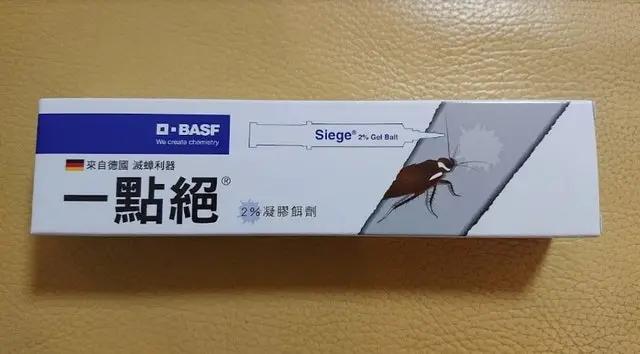 BASF
We create chemistry
Siege® 2% Gel Bait
來自德國 滅蟑利器
一點絕®
2%凝膠餌劑